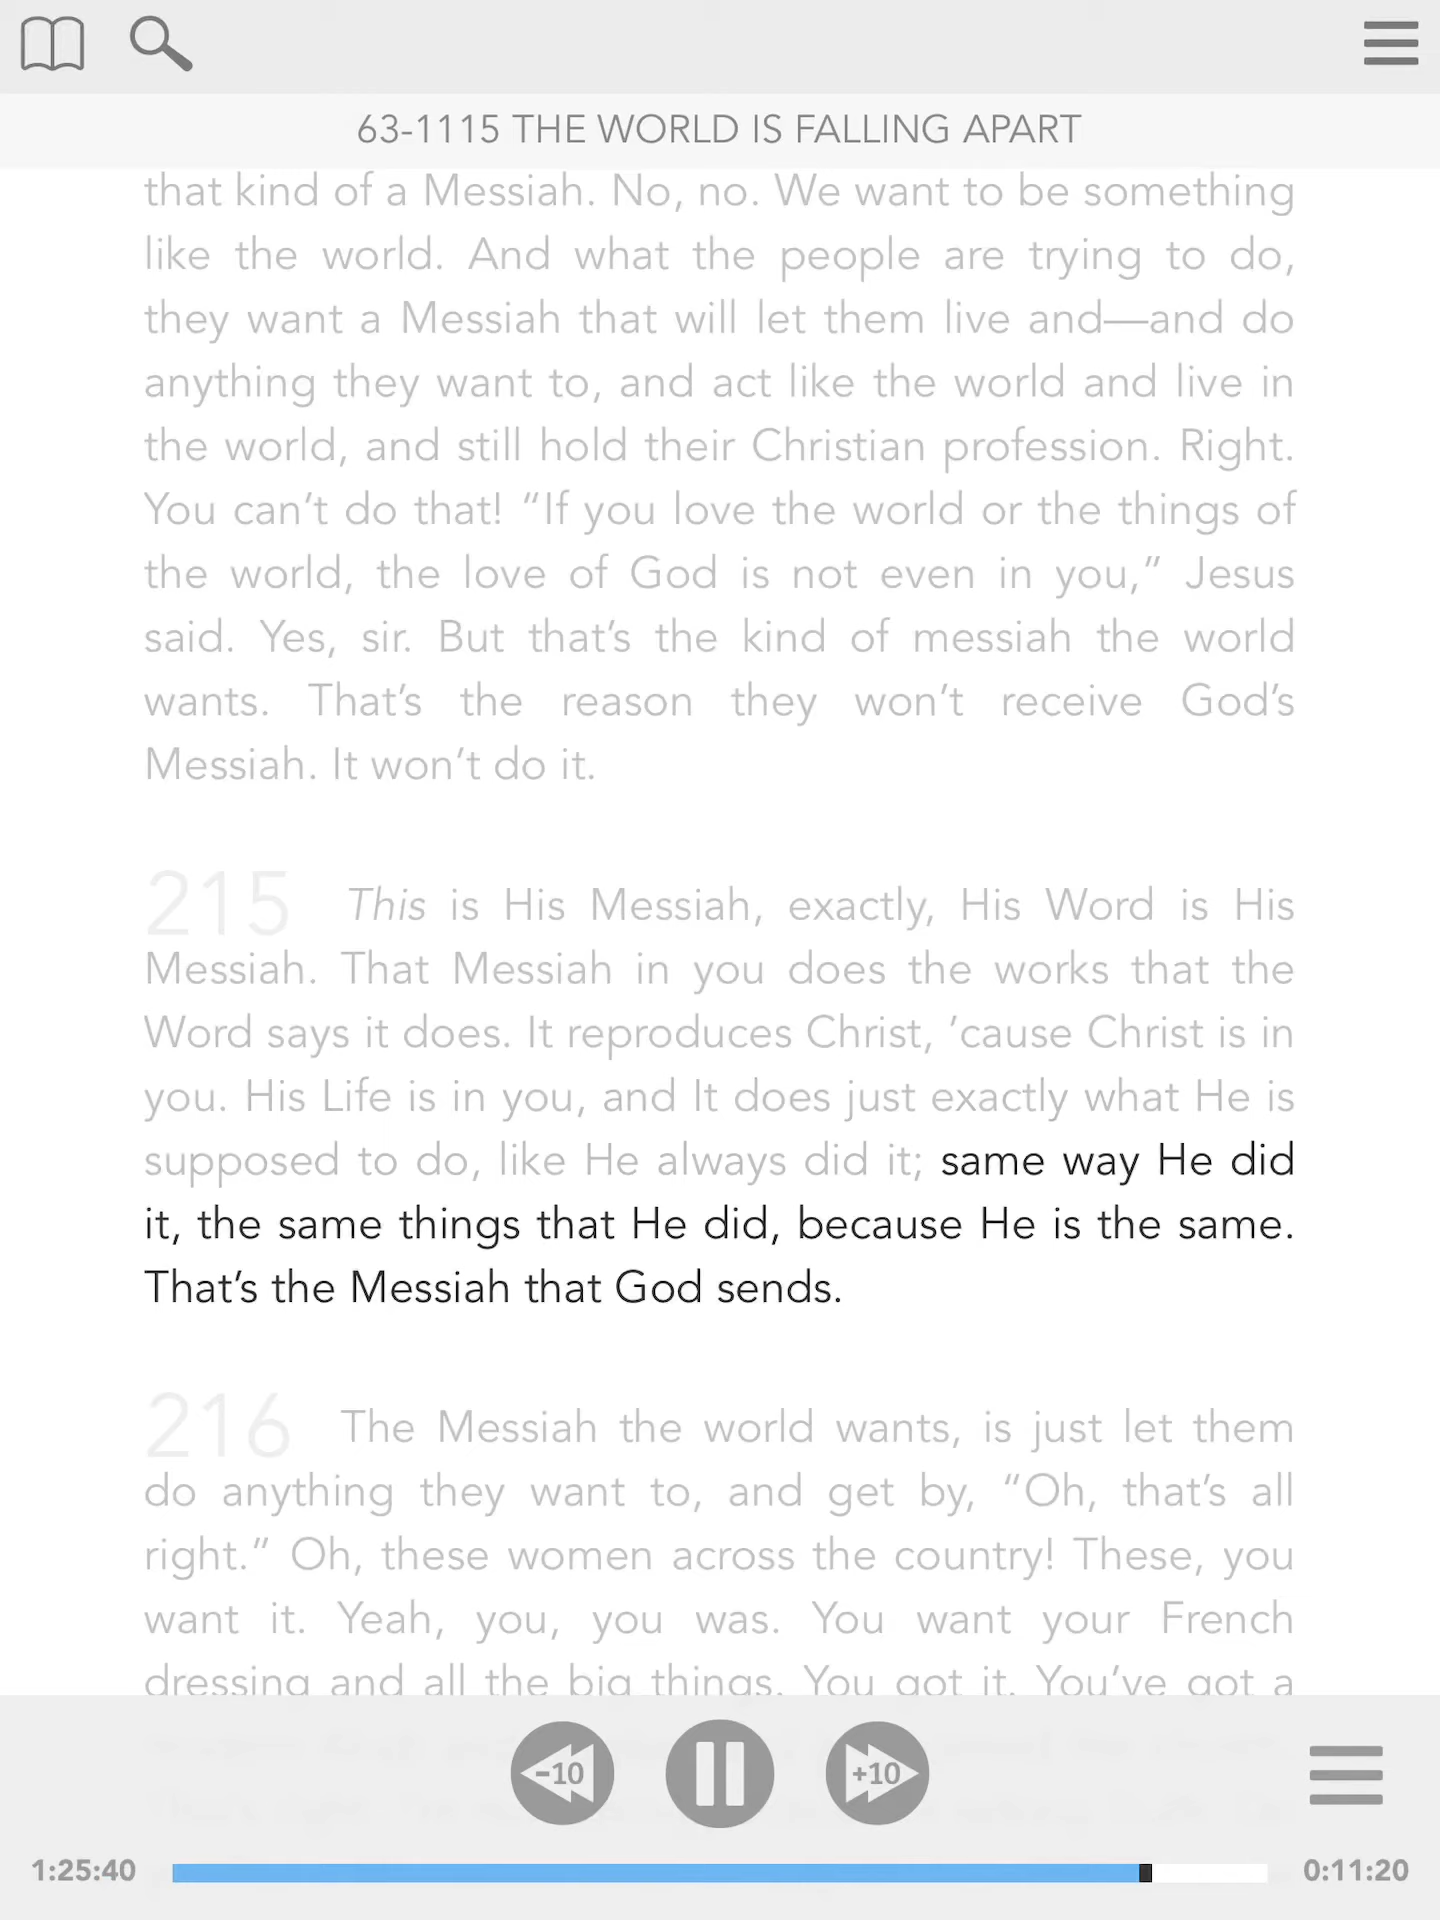 63-1115 THE WORLD IS FALLING APART
that kind of a Messiah. No, no. We want to be something
like the world. And what the people are trying to do,
they want a Messiah that will let them live and—and do
anything they want to, and act like the world and live in
the world, and still hold their Christian profession. Right.
You can’t do that! “If you love the world or the things of
the world, the love of God is not even in you,” Jesus
said. Yes, sir. But that’s the kind of messiah the world
wants. That’s the reason they won’t receive God’s
Messiah. It won’t do it.
215 This is His Messiah, exactly, His Word is His
Messiah. That Messiah in you does the works that the
Word says it does. It reproduces Christ, ’cause Christ is in
you. His Life is in you, and It does just exactly what He is
supposed to do, like He always did it; same way He did
it, the same things that He did, because He is the same.
That’s the Messiah that God sends.
216 The Messiah the world wants, is just let them
do anything they want to, and get by, “Oh, that’s all
right.” Oh, these women across the country! These, you
want it. Yeah, you, you was. You want your French
dressing and all the big things. You got it. You’ve got a
-10 +10
1:25:40 0:11:20